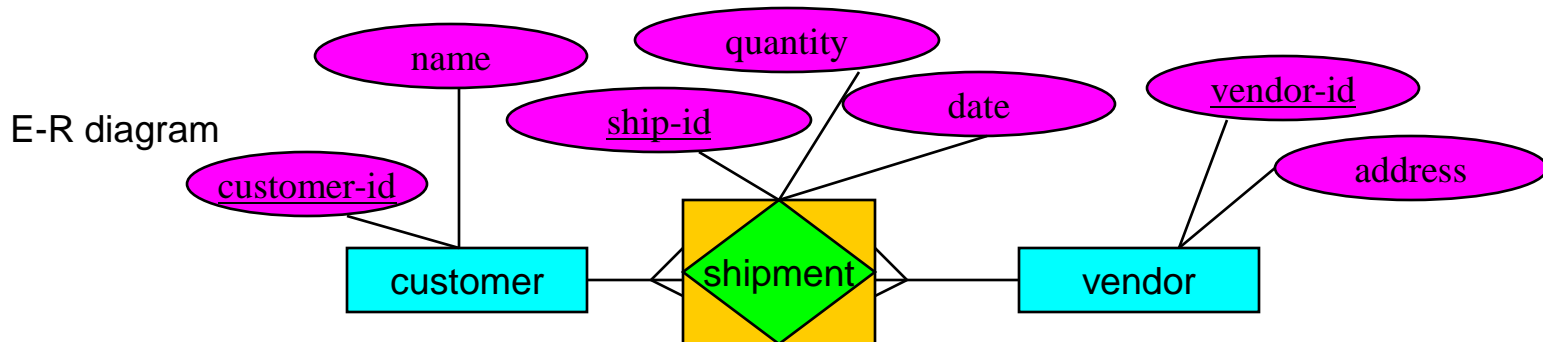 E-R diagram
name
quantity
ship-id
date
vendor-id
customer-id
address
customer
shipment
vendor